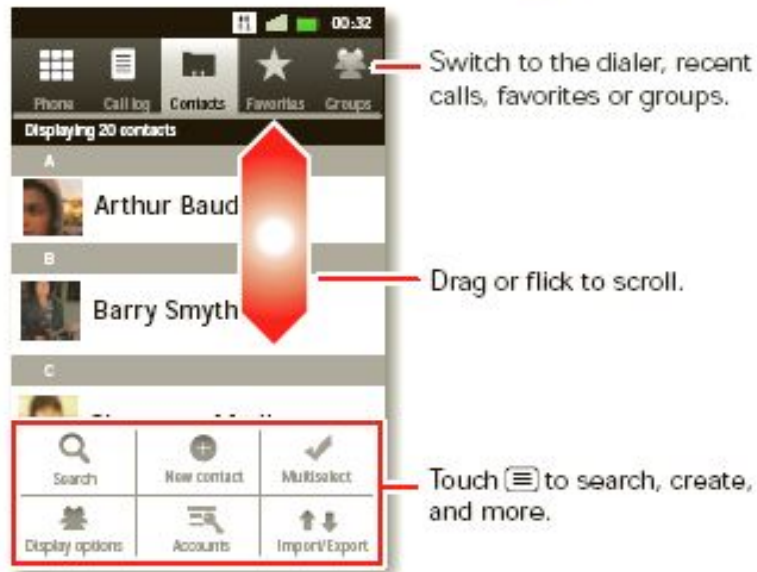 00:32
Phone Call log Contacts Favorites Groups
Displaying 20 contacts
A
Arthur Baud
B
Barry Smyth
C
Search New contact Multiselect
Display options Accounts Import/Export
Switch to the dialer, recent
calls, favorites or groups.
Drag or flick to scroll.
Touch to search, create,
and more.